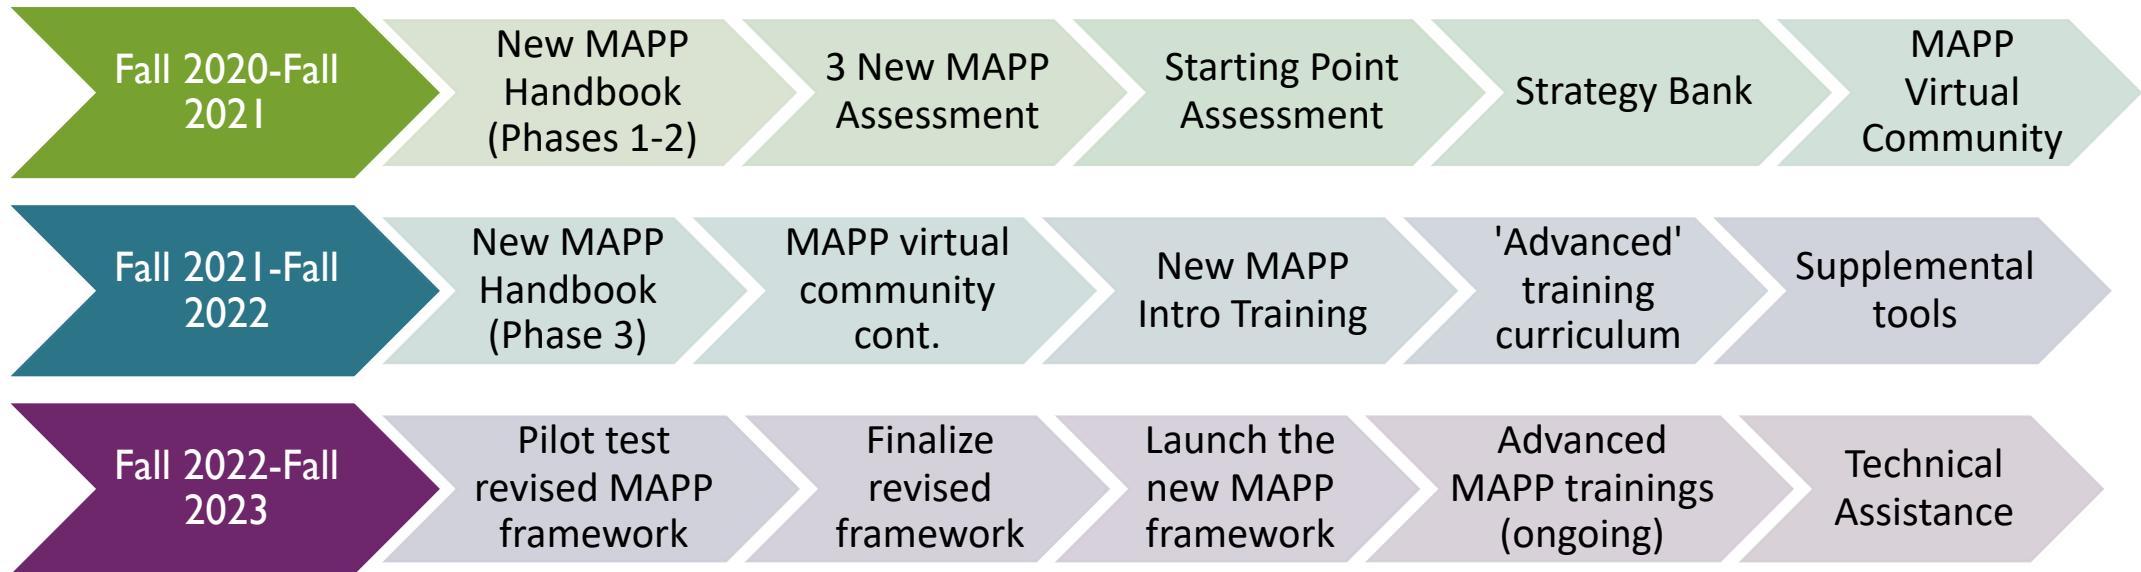 Fall 2020-Fall
2021
New MAPP
Handbook
(Phases 1-2)
3 New MAPP
Assessment
Starting Point
Assessment
Strategy Bank
MAPP
Virtual
Community
Fall 2021-Fall
2022
New MAPP
Handbook
(Phase 3)
MAPP virtual
community
cont.
New MAPP
Intro Training
'Advanced'
training
curriculum
Supplemental
tools
Fall 2022-Fall
2023
Pilot test
revised MAPP
framework
Finalize
revised
framework
Launch the
new MAPP
framework
Advanced
MAPP trainings
(ongoing)
Technical
Assistance